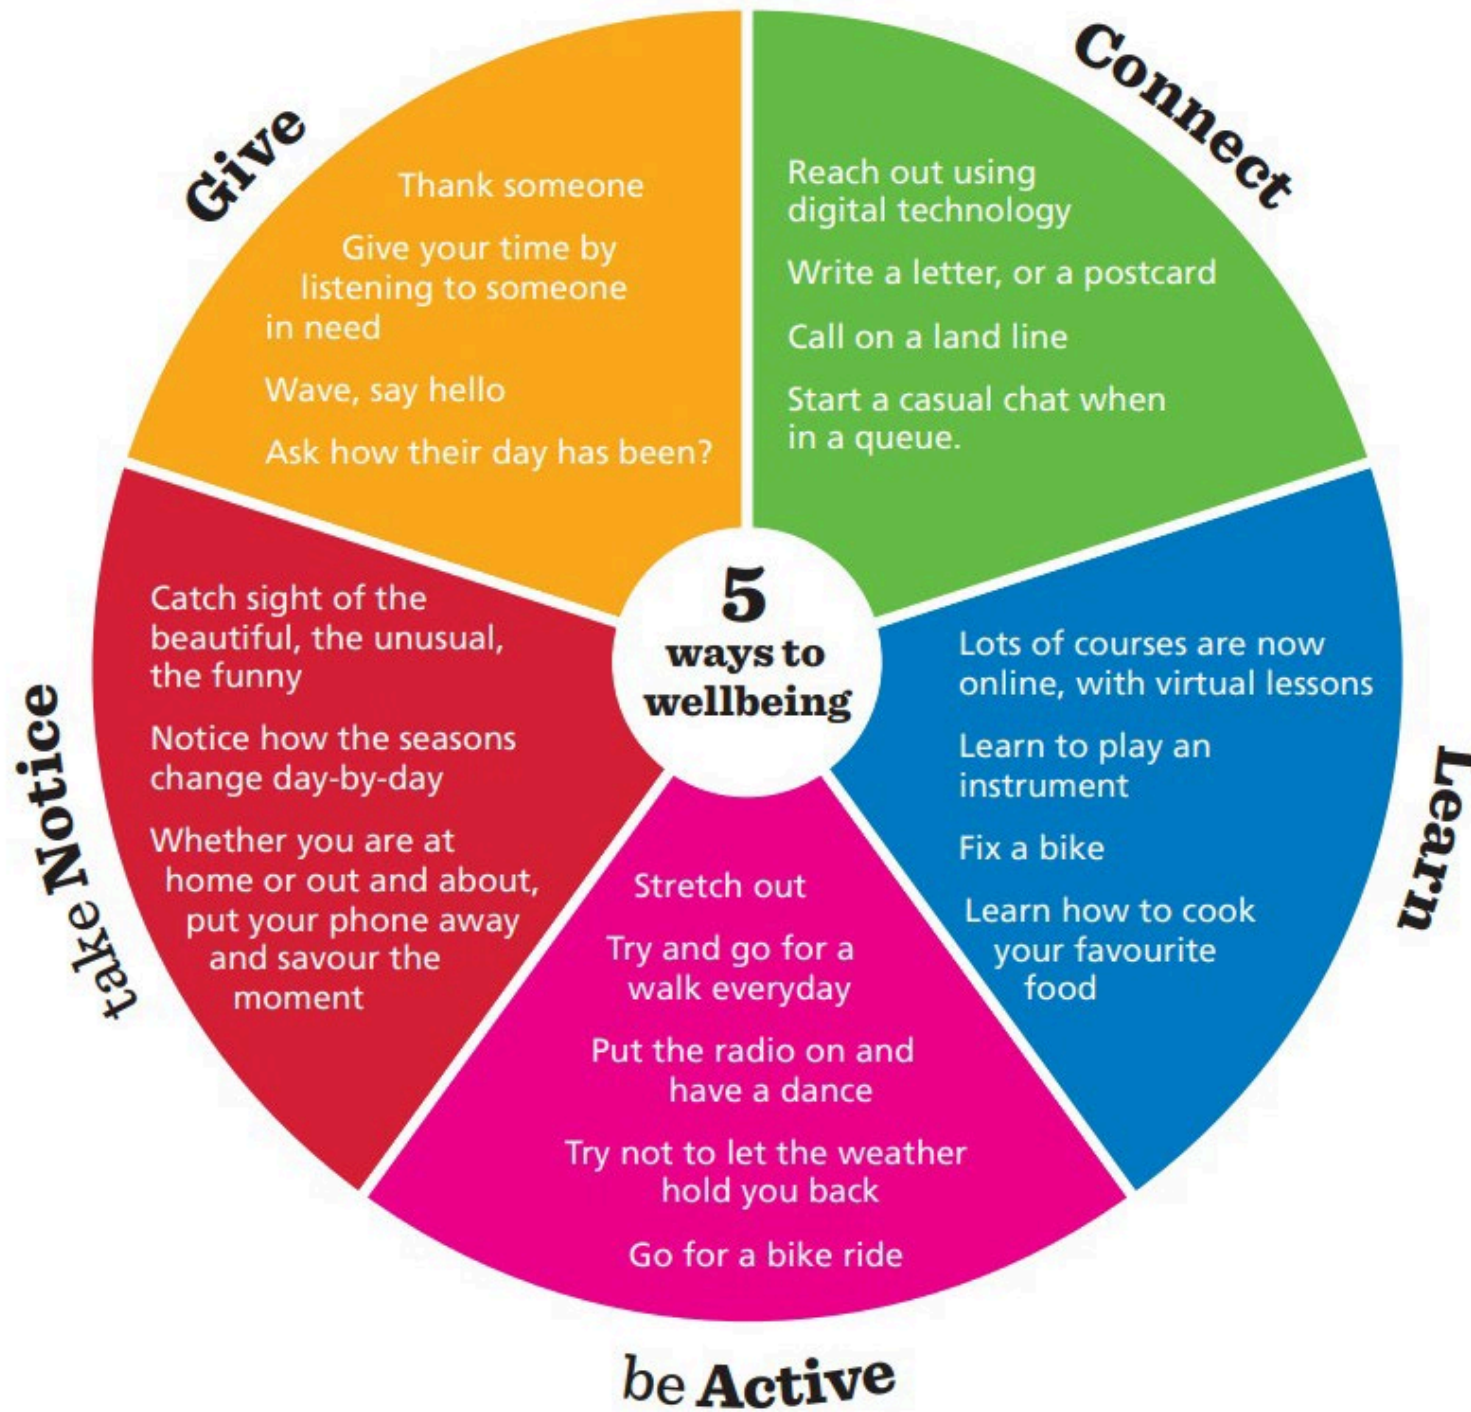 Give
Thank someone
Give your time by
listening to someone
in need
Wave, say hello
Ask how their day has been?
Connect
Reach out using
digital technology
Write a letter, or a postcard
Call on a land line
Start a casual chat when
in a queue.
5
ways to
wellbeing
Learn
Lots of courses are now
online, with virtual lessons
Learn to play an
instrument
Fix a bike
Learn how to cook
your favourite
food
be Active
Stretch out
Try and go for a
walk everyday
Put the radio on and
have a dance
Try not to let the weather
hold you back
Go for a bike ride
take Notice
Catch sight of the
beautiful, the unusual,
the funny
Notice how the seasons
change day-by-day
Whether you are at
home or out and about,
put your phone away
and savour the
moment